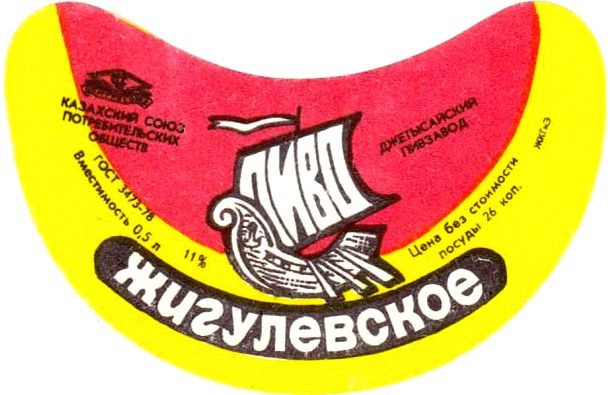 КАЗАХСКИЙ СОЮЗ
ПОТРЕБИТЕЛЬСКИХ
ОБЩЕСТВ
ГОСТ 3473-78
Вместимость 0,5 л
11%
ПИВО
ДЖЕТЫСАЙСКИЙ
ПИВЗАВОД
Цена без стоимости
посуды 26 коп.
жигулевское